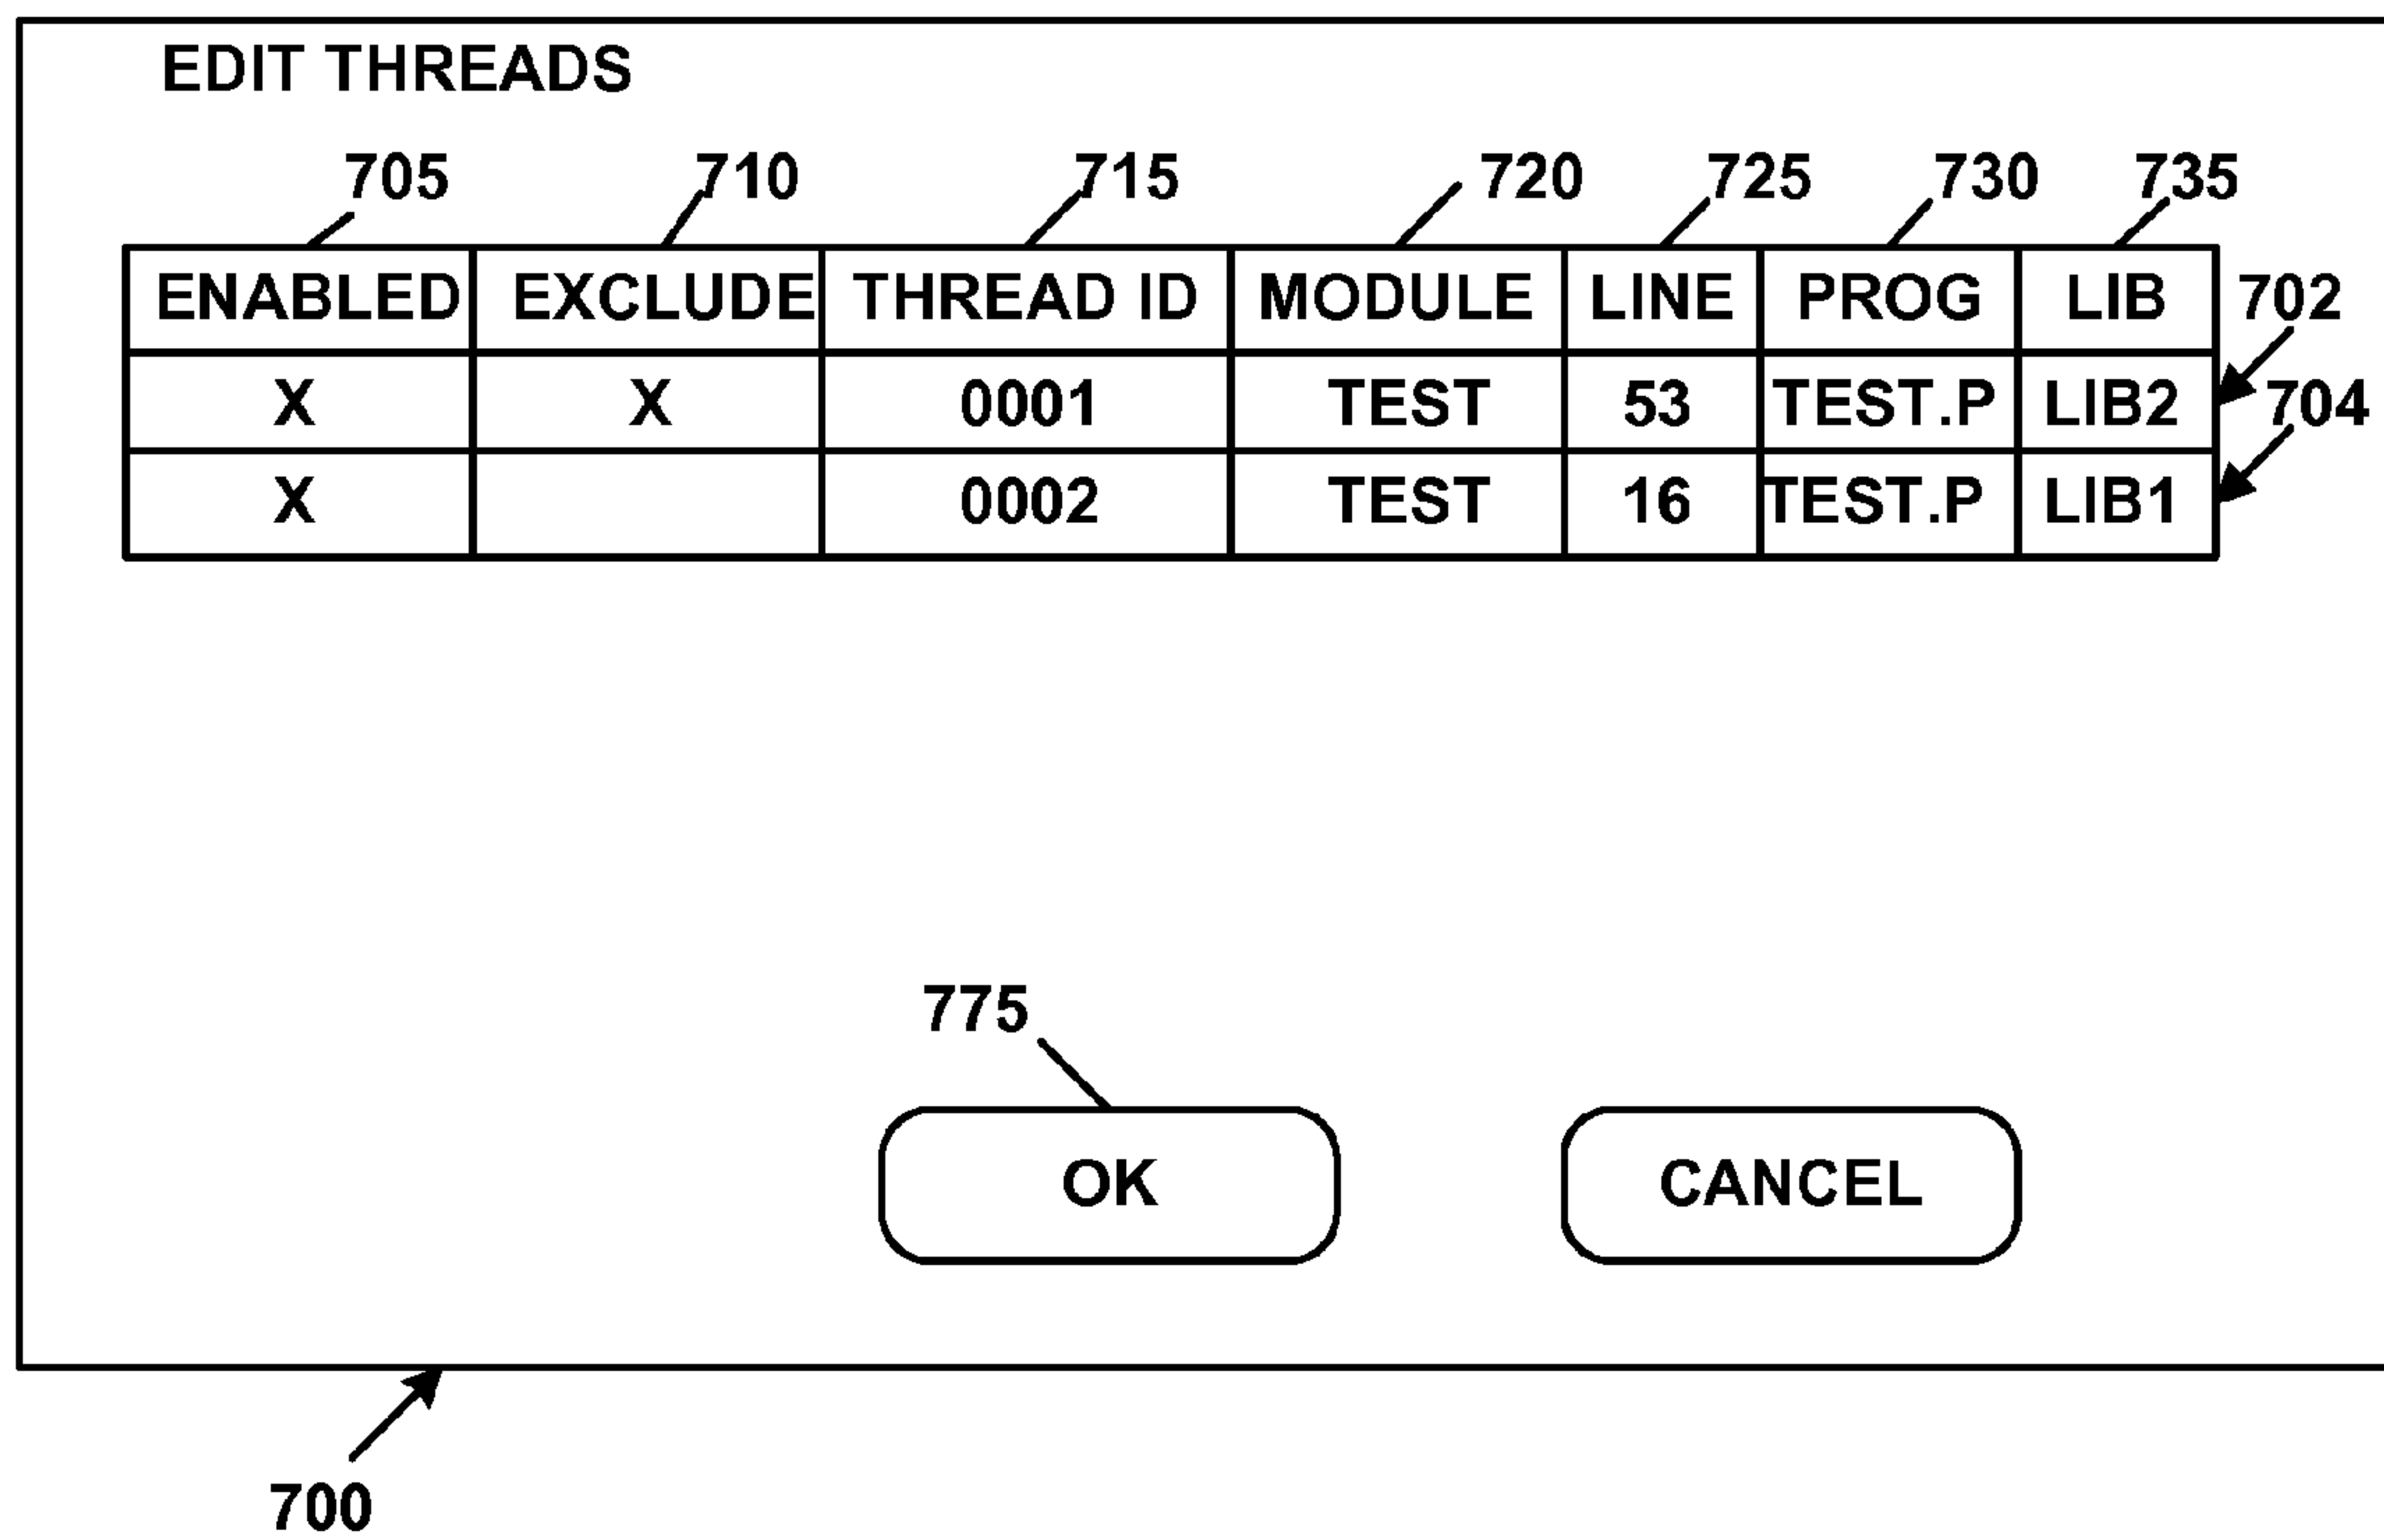 EDIT THREADS
705 710 715 720 725 730 735
ENABLED EXCLUDE THREAD ID MODULE LINE PROG LIB 702
X X 0001 TEST 53 TEST.P LIB2 704
X 0002 TEST 16 TEST.P LIB1
775
OK CANCEL
700